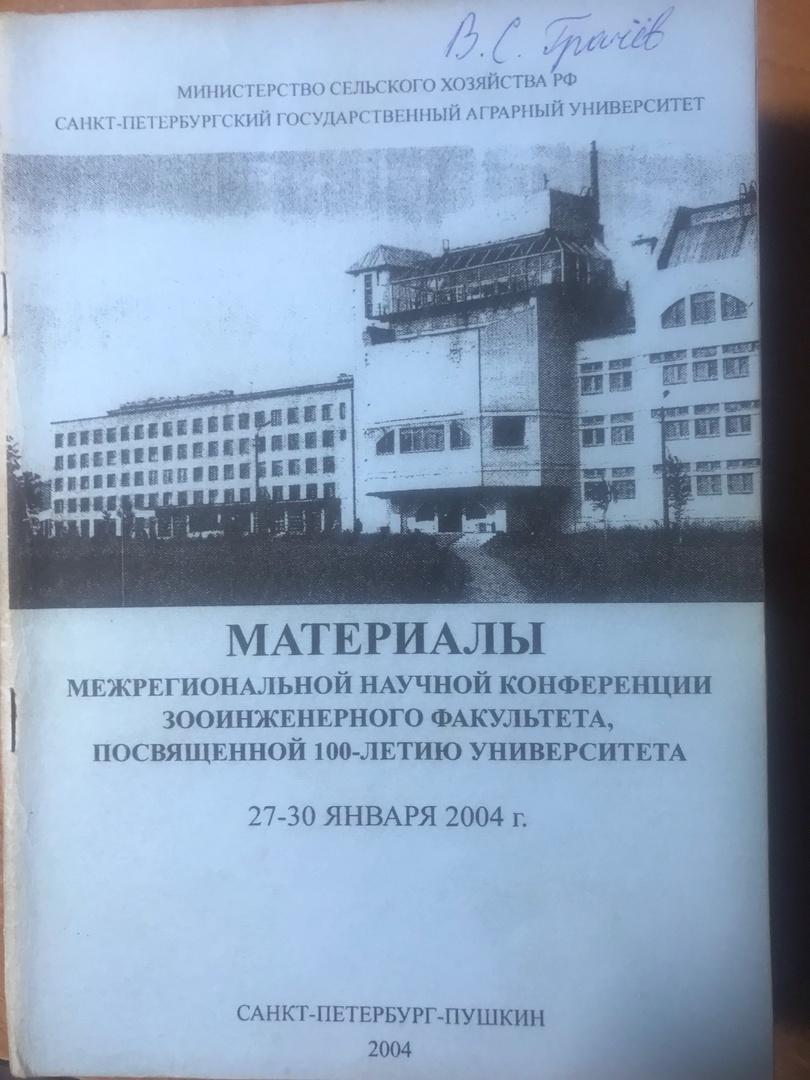 В. С. Грачёв
МИНИСТЕРСТВО СЕЛЬСКОГО ХОЗЯЙСТВА РФ
САНКТ-ПЕТЕРБУРГСКИЙ ГОСУДАРСТВЕННЫЙ АГРАРНЫЙ УНИВЕРСИТЕТ
МАТЕРИАЛЫ
МЕЖРЕГИОНАЛЬНОЙ НАУЧНОЙ КОНФЕРЕНЦИИ
ЗООИНЖЕНЕРНОГО ФАКУЛЬТЕТА,
ПОСВЯЩЕННОЙ 100-ЛЕТИЮ УНИВЕРСИТЕТА
27-30 ЯНВАРЯ 2004 г.
САНКТ-ПЕТЕРБУРГ-ПУШКИН
2004